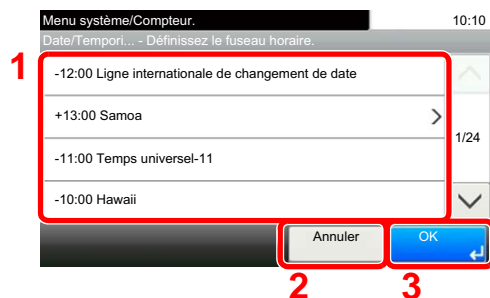 Menu système/Compteur. 10:10
Date/Tempori... - Définissez le fuseau horaire.
1
-12:00 Ligne internationale de changement de date
+13:00 Samoa
1/24
-11:00 Temps universel-11
-10:00 Hawaii
Annuler OK
2 3